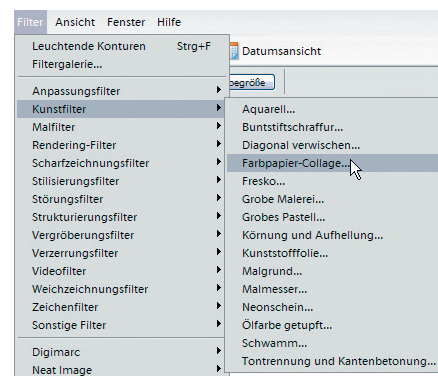 Filter Ansicht Fenster Hilfe
Leuchtende Konturen Strg+F
Filtergalerie...
Datumsansicht
begröße
Anpassungsfilter
Kunstfilter
Malfilter
Rendering-Filter
Scharfzeichnungsfilter
Stilisierungsfilter
Störungsfilter
Strukturierungsfilter
Vergröberungsfilter
Verzerrungsfilter
Videofilter
Weichzeichnungsfilter
Zeichenfilter
Sonstige Filter
Digimarc
Neat Image
Aquarell...
Buntstiftschraffur...
Diagonal verwischen...
Farbpapier-Collage...
Fresko...
Grobe Malerei...
Grobes Pastell...
Körnung und Aufhellung...
Kunststofffolie...
Malgrund...
Malmesser...
Neonschein...
Ölfarbe getupft...
Schwamm...
Tontrennung und Kantenbetonung...